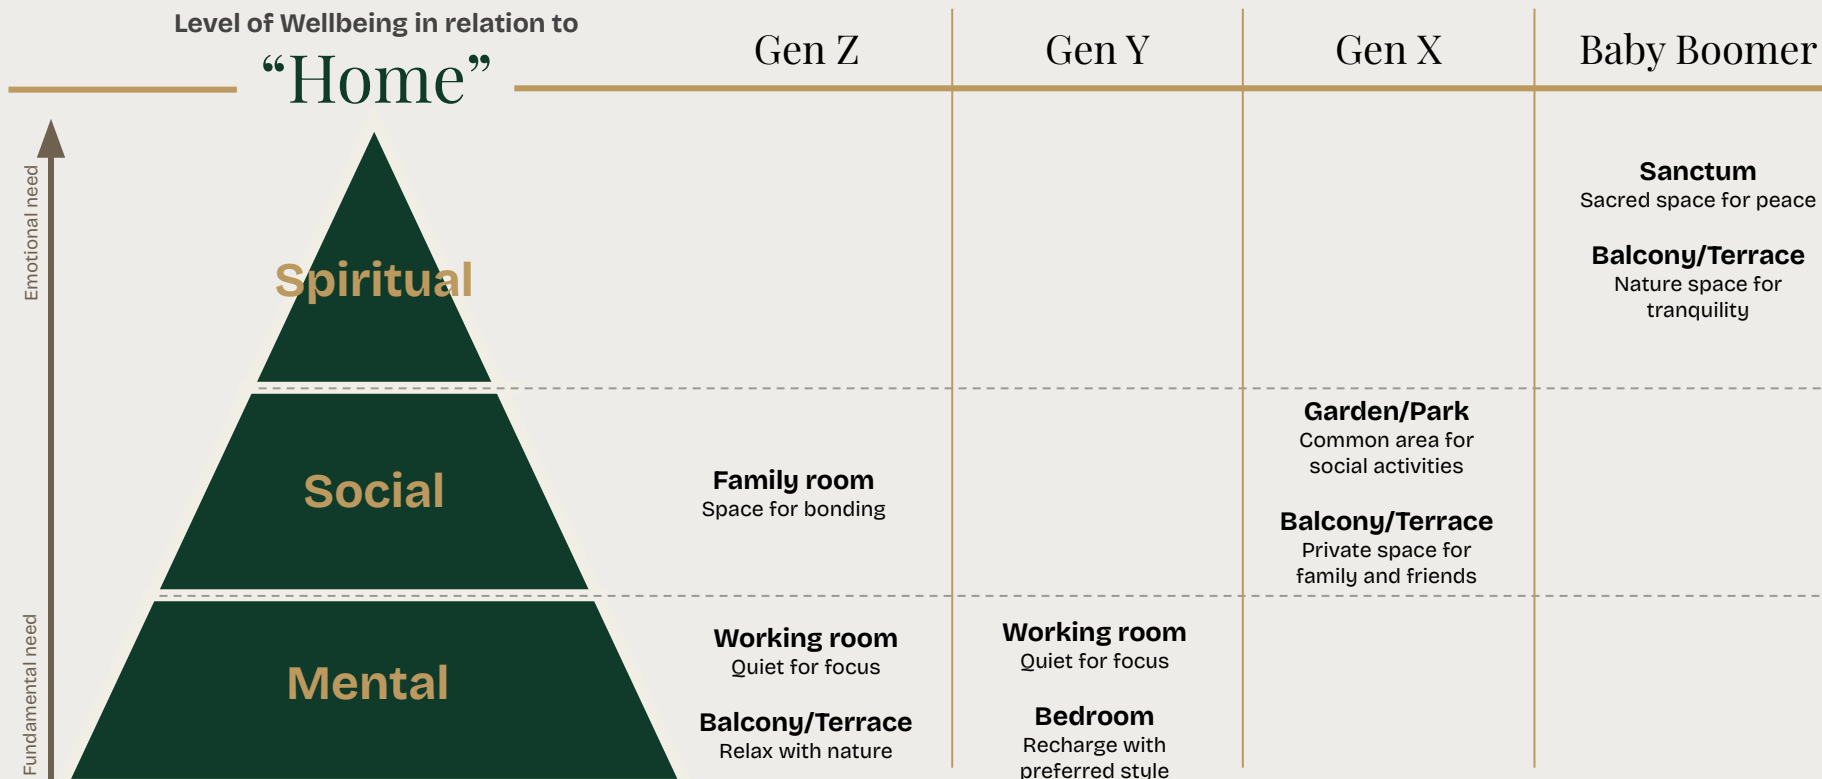 Level of Wellbeing in relation to
“Home”
Gen Z
Gen Y
Gen X
Baby Boomer
Emotional need
Fundamental need
Spiritual
Sanctum
Sacred space for peace
Balcony/Terrace
Nature space for
tranquility
Social
Family room
Space for bonding
Garden/Park
Common area for
social activities
Balcony/Terrace
Private space for
family and friends
Mental
Working room
Quiet for focus
Balcony/Terrace
Relax with nature
Working room
Quiet for focus
Bedroom
Recharge with
preferred style